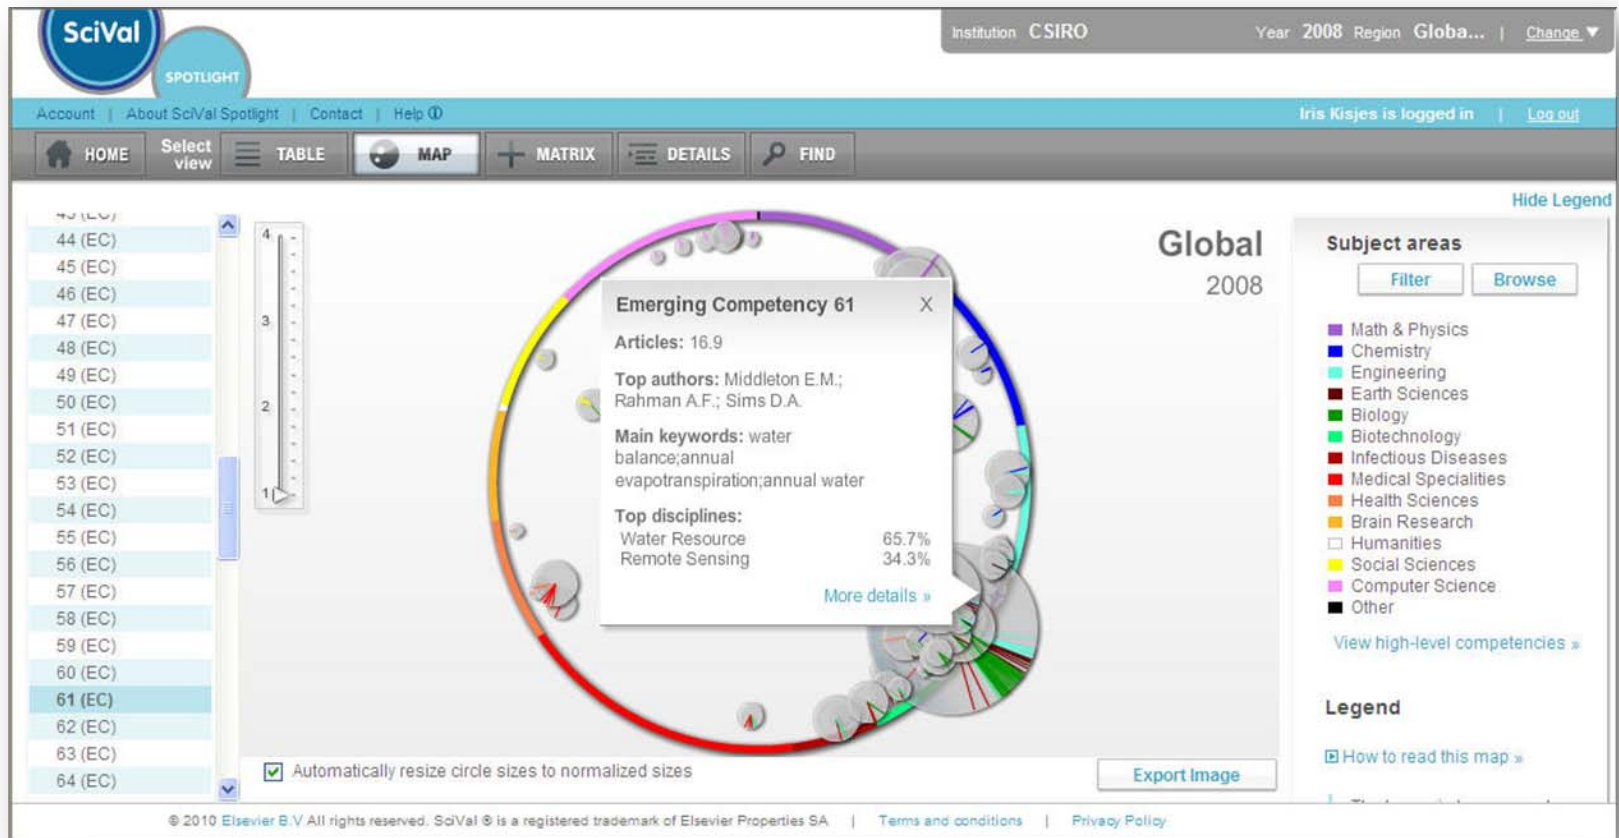 SciVal
SPOTLIGHT
Institution CSIRO
Year 2008 Region Globa... | Change
Account | About SciVal Spotlight | Contact | Help
Iris Kisjes is logged in | Log out
HOME
Select view
TABLE
MAP
MATRIX
DETAILS
FIND
Hide Legend
44 (EC)
45 (EC)
46 (EC)
47 (EC)
48 (EC)
49 (EC)
50 (EC)
51 (EC)
52 (EC)
53 (EC)
54 (EC)
55 (EC)
56 (EC)
57 (EC)
58 (EC)
59 (EC)
60 (EC)
61 (EC)
62 (EC)
63 (EC)
64 (EC)
4
3
2
1
Global
2008
Emerging Competency 61 X
Articles: 16.9
Top authors: Middleton E.M.;
Rahman A.F.; Sims D.A.
Main keywords: water
balance;annual
evapotranspiration;annual water
Top disciplines:
Water Resource 65.7%
Remote Sensing 34.3%
More details »
Automatically resize circle sizes to normalized sizes
Export Image
Subject areas
Filter
Browse
Math & Physics
Chemistry
Engineering
Earth Sciences
Biology
Biotechnology
Infectious Diseases
Medical Specialities
Health Sciences
Brain Research
Humanities
Social Sciences
Computer Science
Other
View high-level competencies »
Legend
How to read this map »
© 2010 Elsevier B.V All rights reserved. SciVal ® is a registered trademark of Elsevier Properties SA | Terms and conditions | Privacy Policy